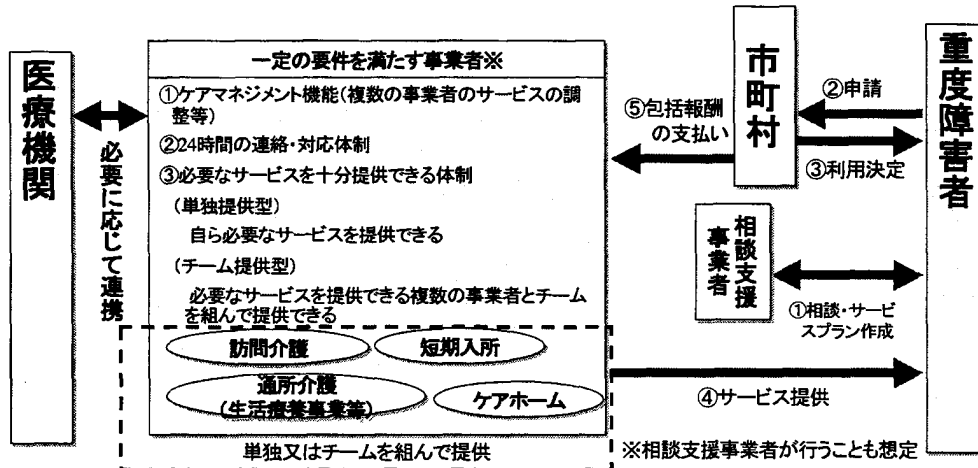 医療機関
必要に応じて連携
一定の要件を満たす事業者※
①ケアマネジメント機能(複数の事業者のサービスの調
整等)
②24時間の連絡・対応体制
③必要なサービスを十分提供できる体制
(単独提供型)
自ら必要なサービスを提供できる
(チーム提供型)
必要なサービスを提供できる複数の事業者とチーム
を組んで提供できる
訪問介護
短期入所
通所介護
(生活療養事業等)
ケアホーム
単独又はチームを組んで提供
⑤包括報酬
の支払い
市町村
②申請
③利用決定
重度障害者
相談支援
事業者
①相談・サービ
スプラン作成
④サービス提供
※相談支援事業者が行うことも想定